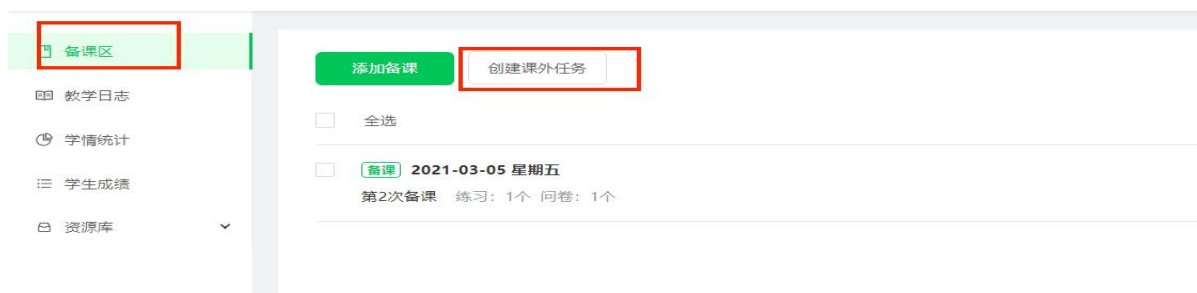 备课区
教学日志
学情统计
学生成绩
资源库
添加备课 创建课外任务
全选
备课 2021-03-05 星期五
第2次备课 练习：1个 问卷：1个